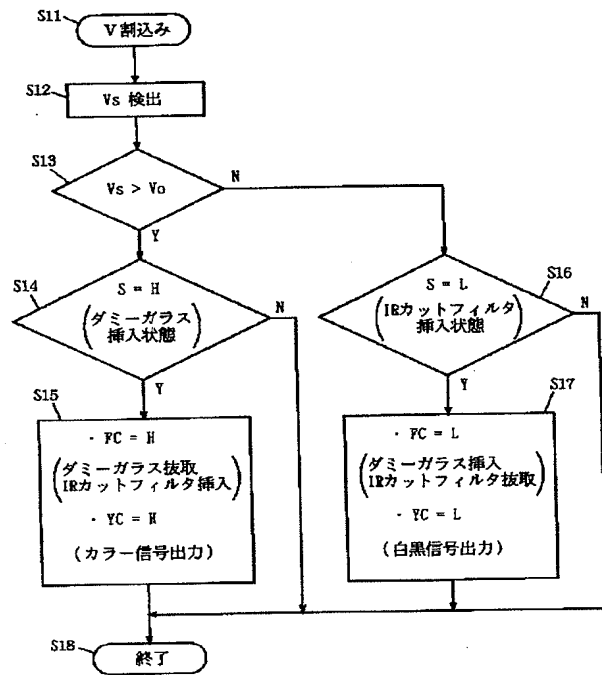 S11
V割込み
S12
Vs 検出
S13
Vs > Vo
N
Y
S14
S = H
(ダミーガラス
挿入状態)
N
Y
S16
S = L
(IRカットフィルタ
挿入状態)
N
Y
S15
・ FC = H
(ダミーガラス抜取
IRカットフィルタ挿入)
・ YC = H
(カラー信号出力)
S17
・ FC = L
(ダミーガラス挿入
IRカットフィルタ抜取)
・ YC = L
(白黒信号出力)
S18
終了